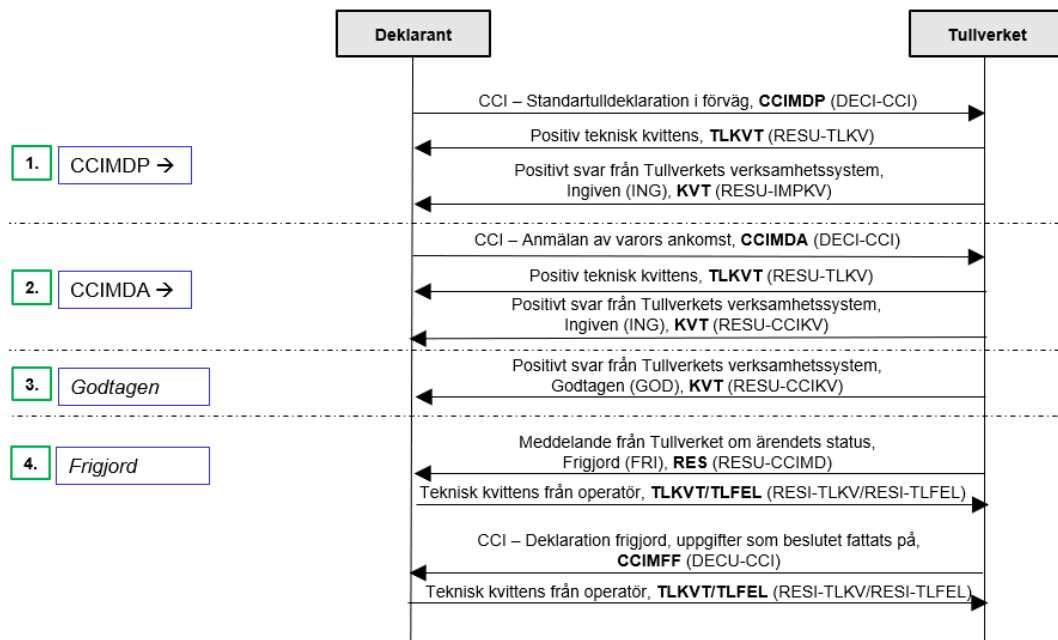 Deklarant
Tullverket
CCI – Standartulldeklaration i förväg, CCIMDP (DECI-CCI)
Positiv teknisk kvittens, TLKVT (RESU-TLKV)
1.
CCIMDP →
Positivt svar från Tullverkets verksamhetssystem,
Ingiven (ING), KVT (RESU-IMPKV)
CCI – Anmälan av varors ankomst, CCIMDA (DECI-CCI)
Positiv teknisk kvittens, TLKVT (RESU-TLKV)
2.
CCIMDA →
Positivt svar från Tullverkets verksamhetssystem,
Ingiven (ING), KVT (RESU-CCIKV)
3.
Godtagen
Positivt svar från Tullverkets verksamhetssystem,
Godtagen (GOD), KVT (RESU-CCIKV)
4.
Frigjord
Meddelande från Tullverket om ärendets status,
Frigjord (FRI), RES (RESU-CCIMD)
Teknisk kvittens från operatör, TLKVT/TLFEL (RESI-TLKV/RESI-TLFEL)
CCI – Deklaration frigjord, uppgifter som beslutet fattats på,
CCIMFF (DECU-CCI)
Teknisk kvittens från operatör, TLKVT/TLFEL (RESI-TLKV/RESI-TLFEL)